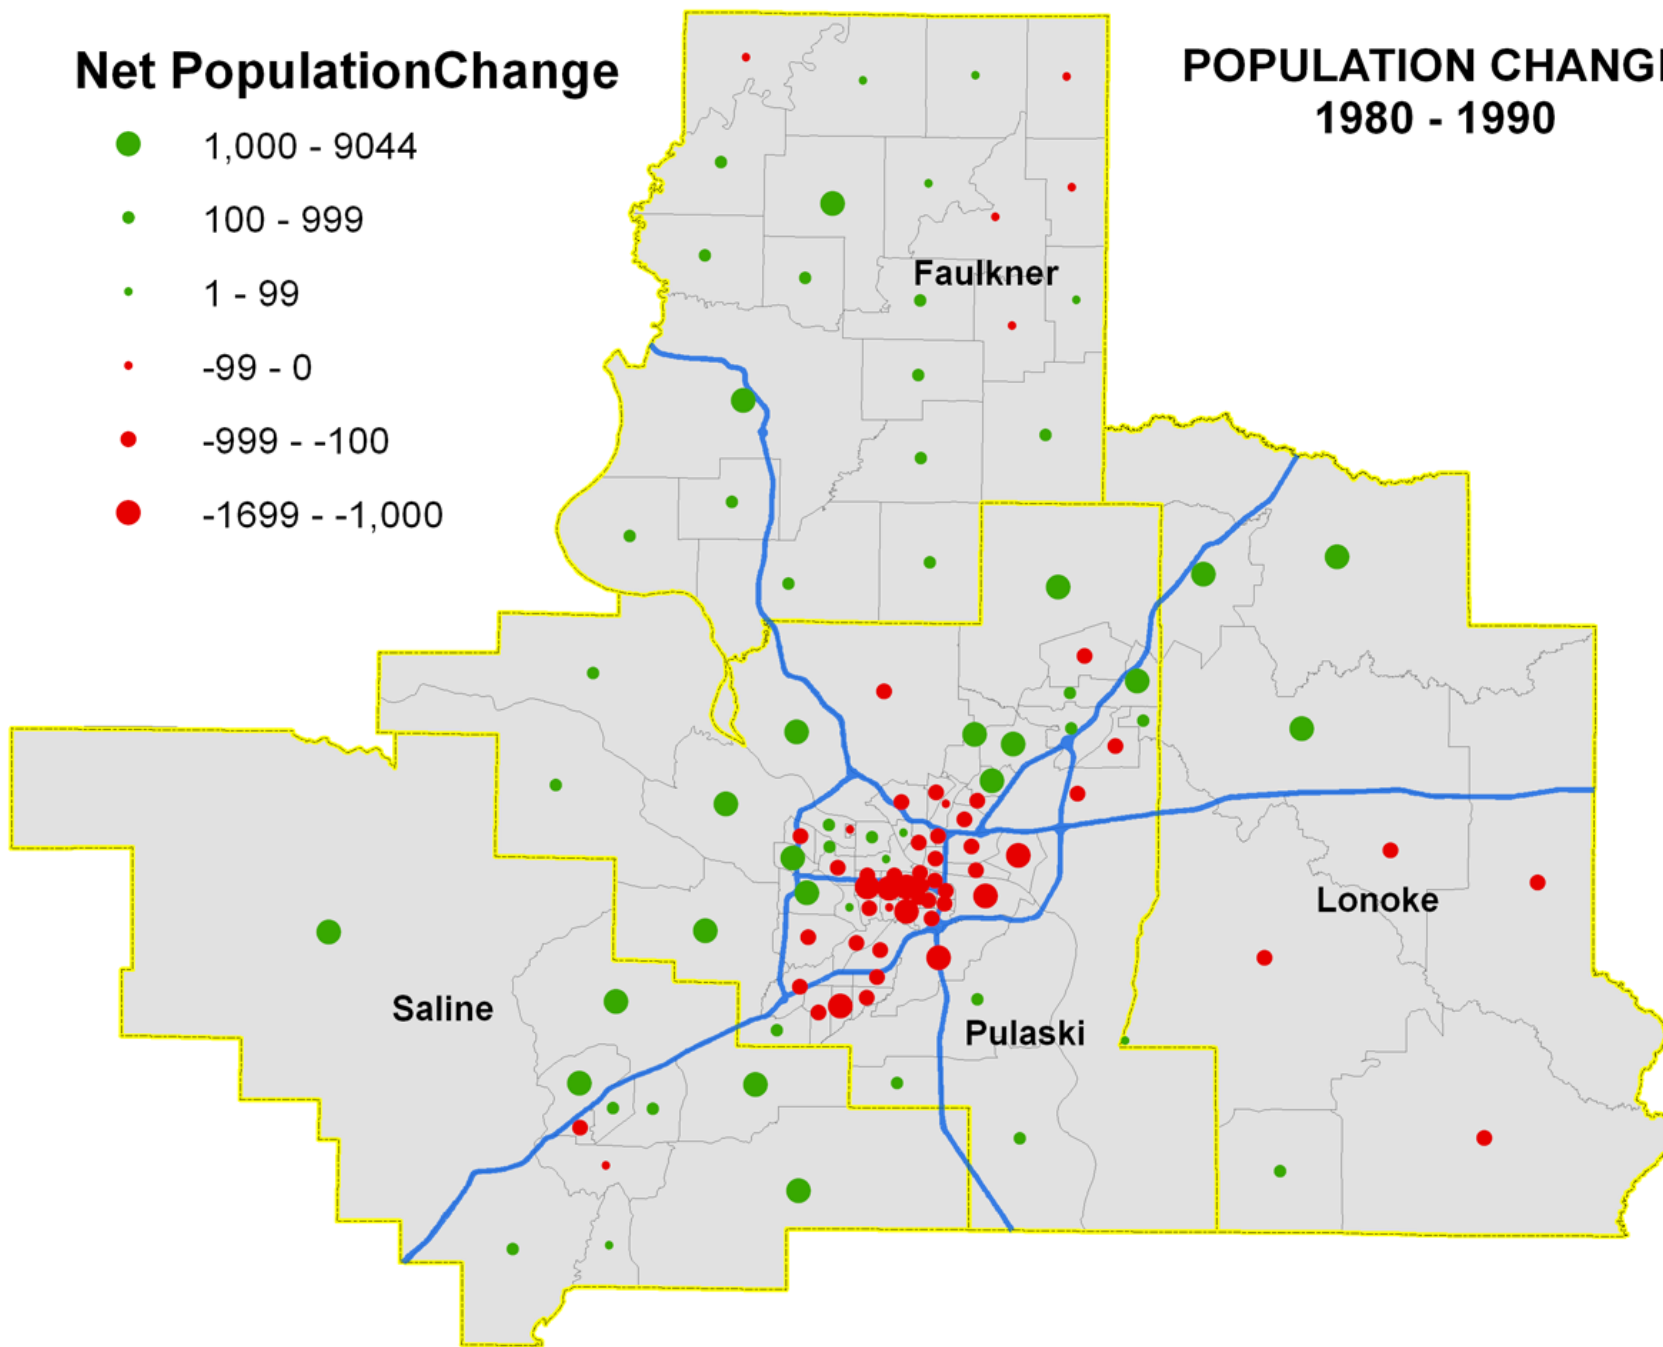 Net PopulationChange
1,000 - 9044
100 - 999
1 - 99
-99 - 0
-999 - -100
-1699 - -1,000
POPULATION CHANG
1980 - 1990
Faulkner
Lonoke
Saline
Pulaski